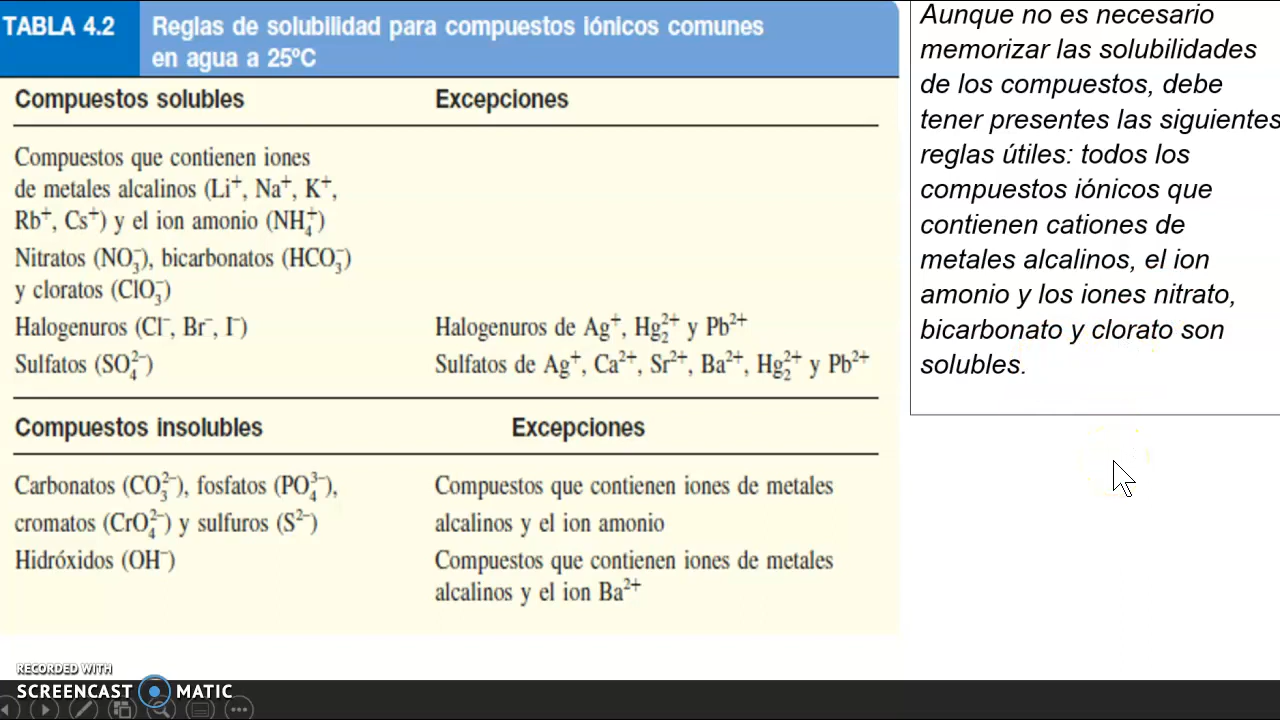 TABLA 4.2
Reglas de solubilidad para compuestos iónicos comunes
en agua a 25ºC
Compuestos solubles Excepciones
Compuestos que contienen iones
de metales alcalinos (Li⁺, Na⁺, K⁺,
Rb⁺, Cs⁺) y el ion amonio (NH₄⁺)
Nitratos (NO₃⁻), bicarbonatos (HCO₃⁻)
y cloratos (ClO₃⁻)
Halogenuros (Cl⁻, Br⁻, I⁻) Halogenuros de Ag⁺, Hg₂²⁺ y Pb²⁺
Sulfatos (SO₄²⁻) Sulfatos de Ag⁺, Ca²⁺, Sr²⁺, Ba²⁺, Hg₂²⁺ y Pb²⁺
Compuestos insolubles Excepciones
Carbonatos (CO₃²⁻), fosfatos (PO₄³⁻), Compuestos que contienen iones de metales
cromatos (CrO₄²⁻) y sulfuros (S²⁻) alcalinos y el ion amonio
Hidróxidos (OH⁻) Compuestos que contienen iones de metales
alcalinos y el ion Ba²⁺
Aunque no es necesario
memorizar las solubilidades
de los compuestos, debe
tener presentes las siguientes
reglas útiles: todos los
compuestos iónicos que
contienen cationes de
metales alcalinos, el ion
amonio y los iones nitrato,
bicarbonato y clorato son
solubles.
RECORDED WITH
SCREENCAST MATIC